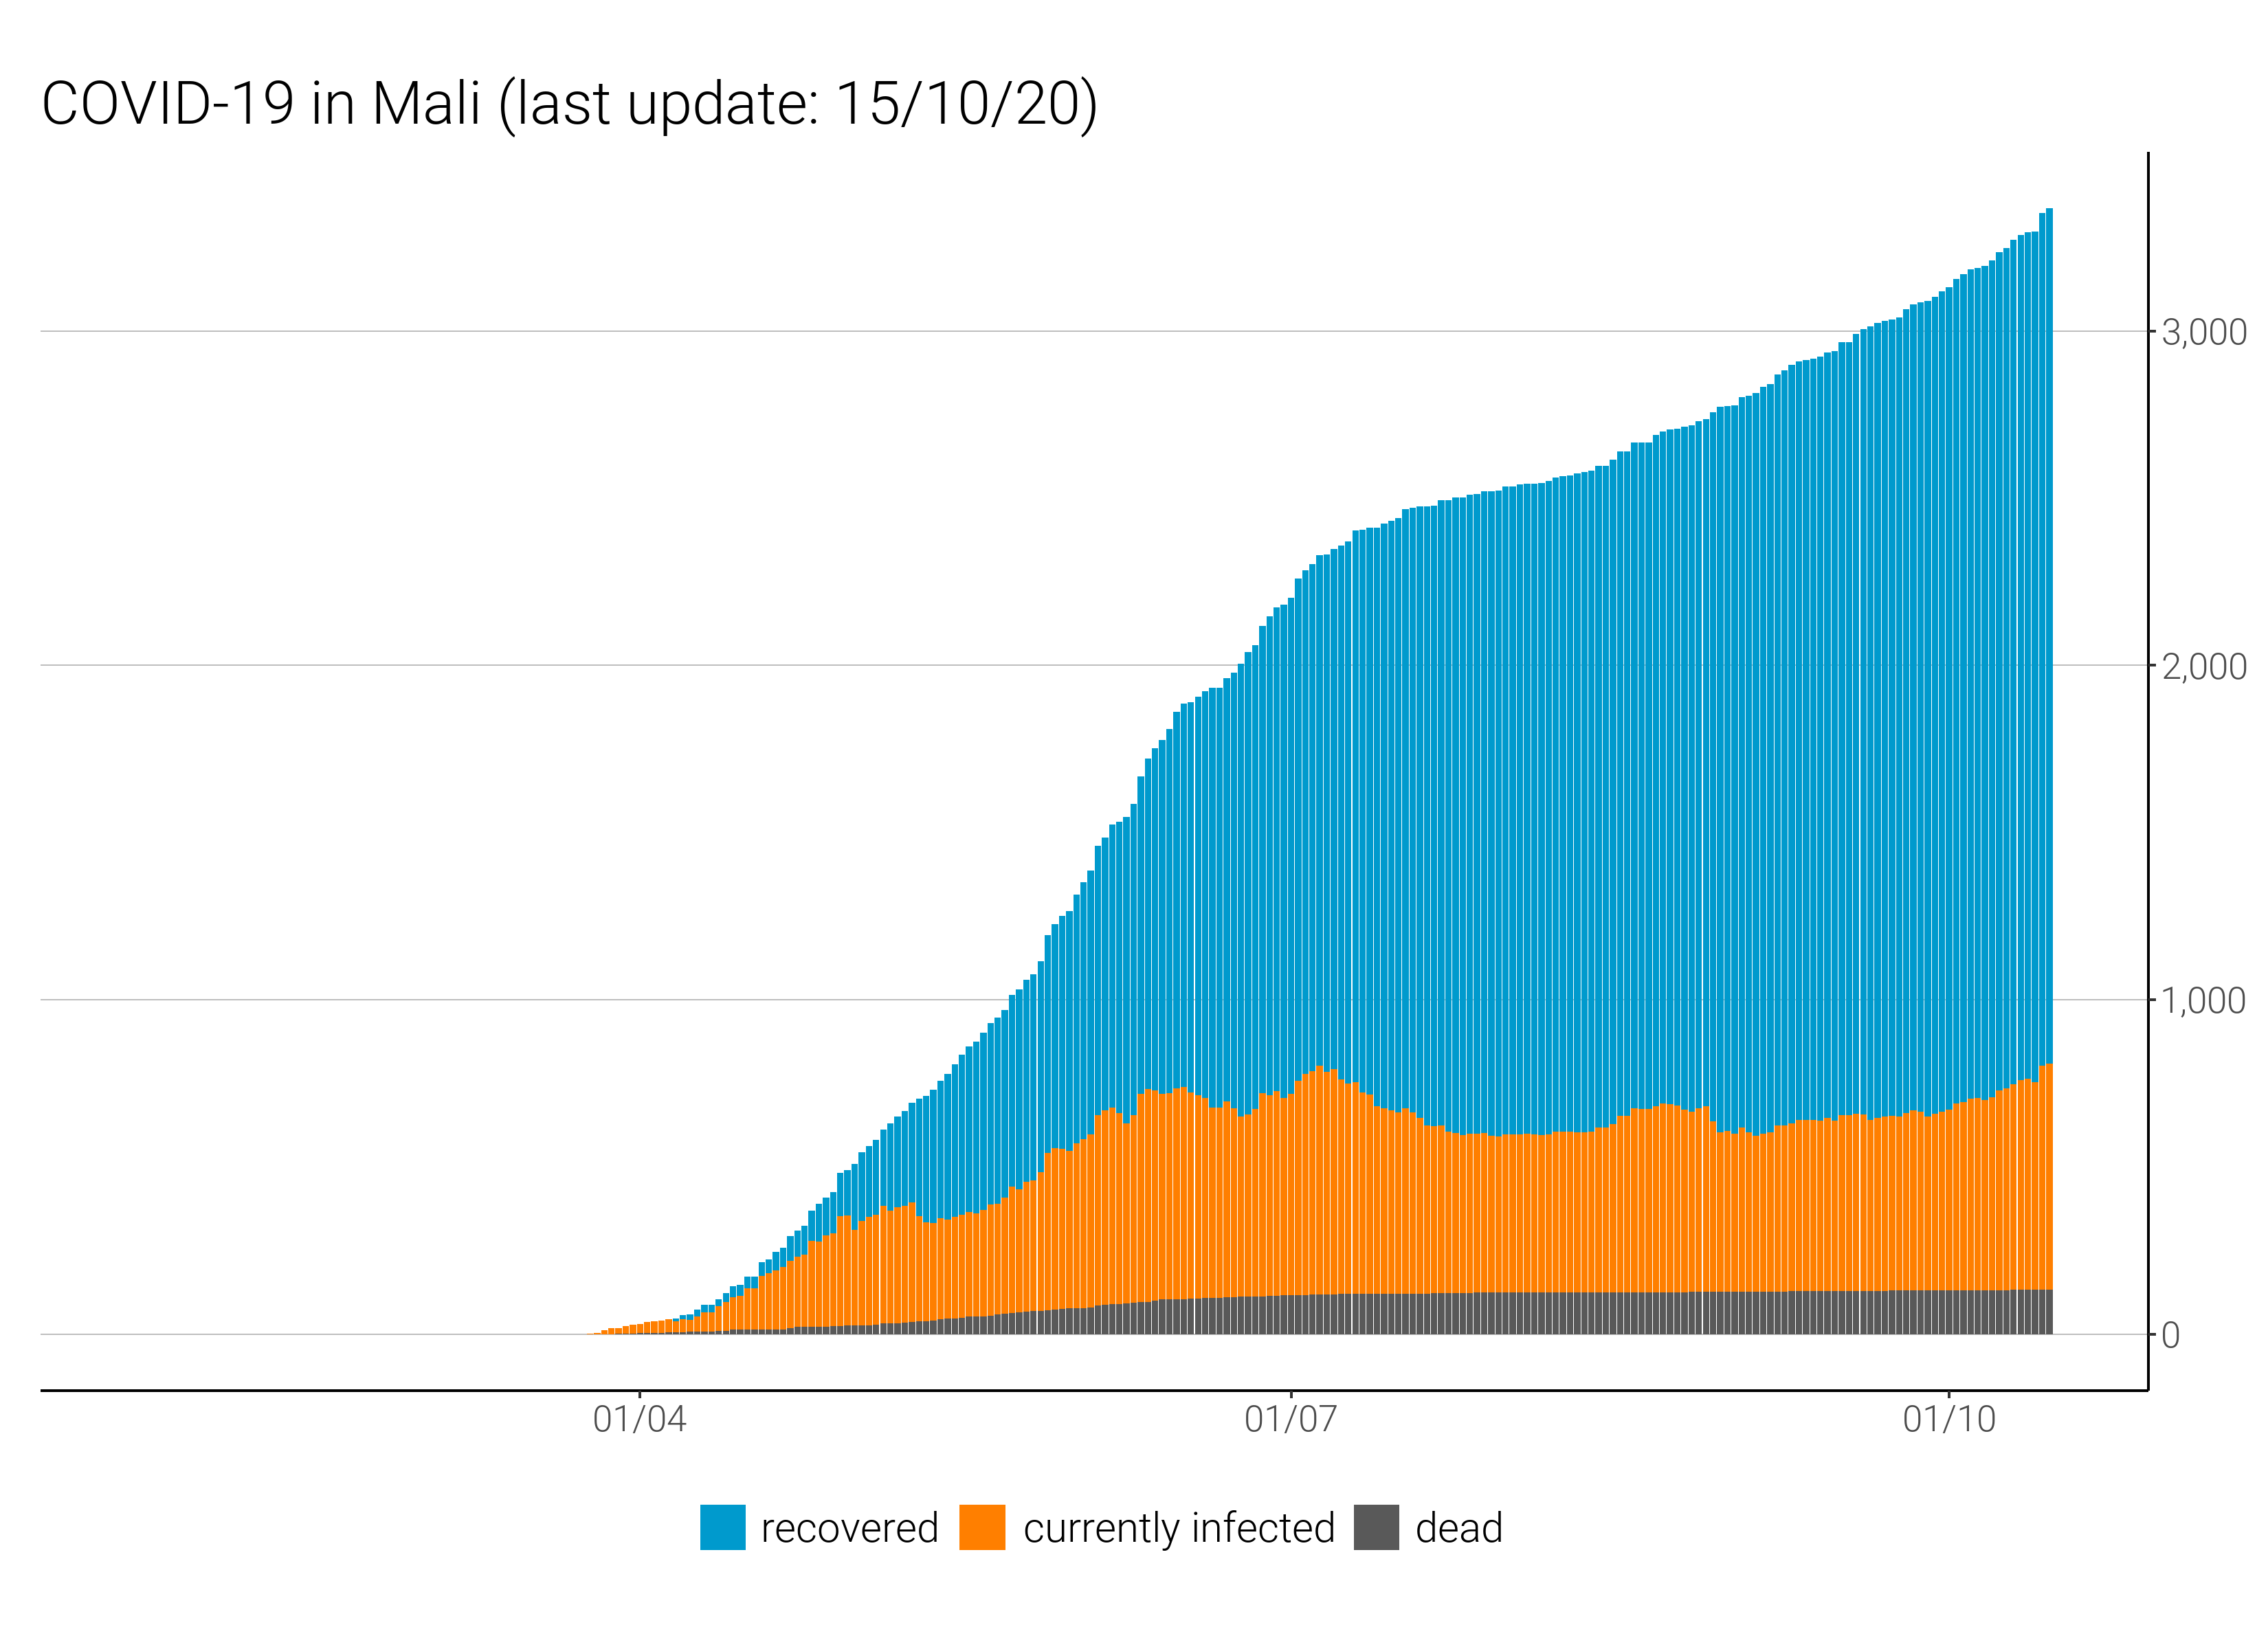 COVID-19 in Mali (last update: 15/10/20)
3,000
2,000
1,000
0
01/04 01/07 01/10
recovered currently infected dead